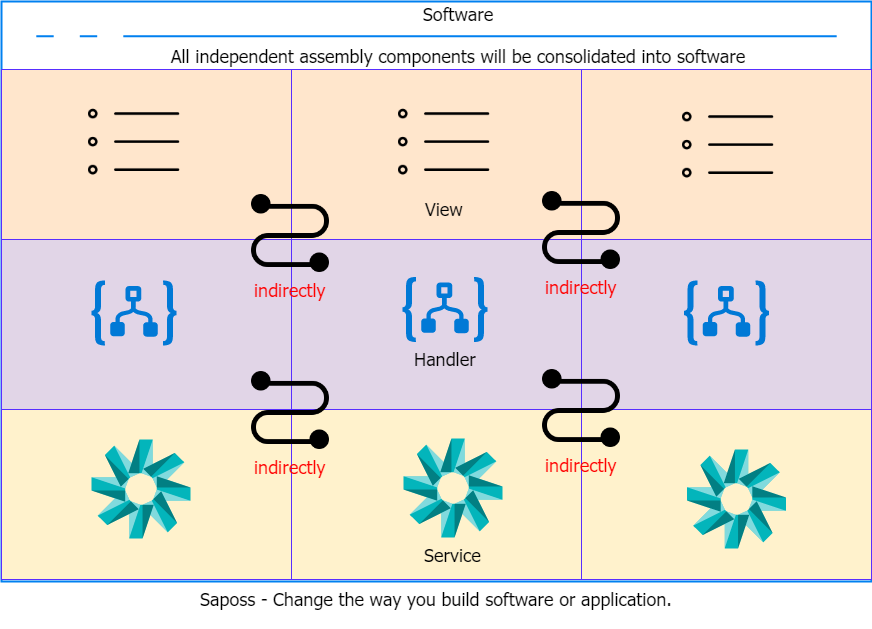 Software
All independent assembly components will be consolidated into software
View
indirectly
indirectly
Handler
indirectly
indirectly
Service
Saposs - Change the way you build software or application.